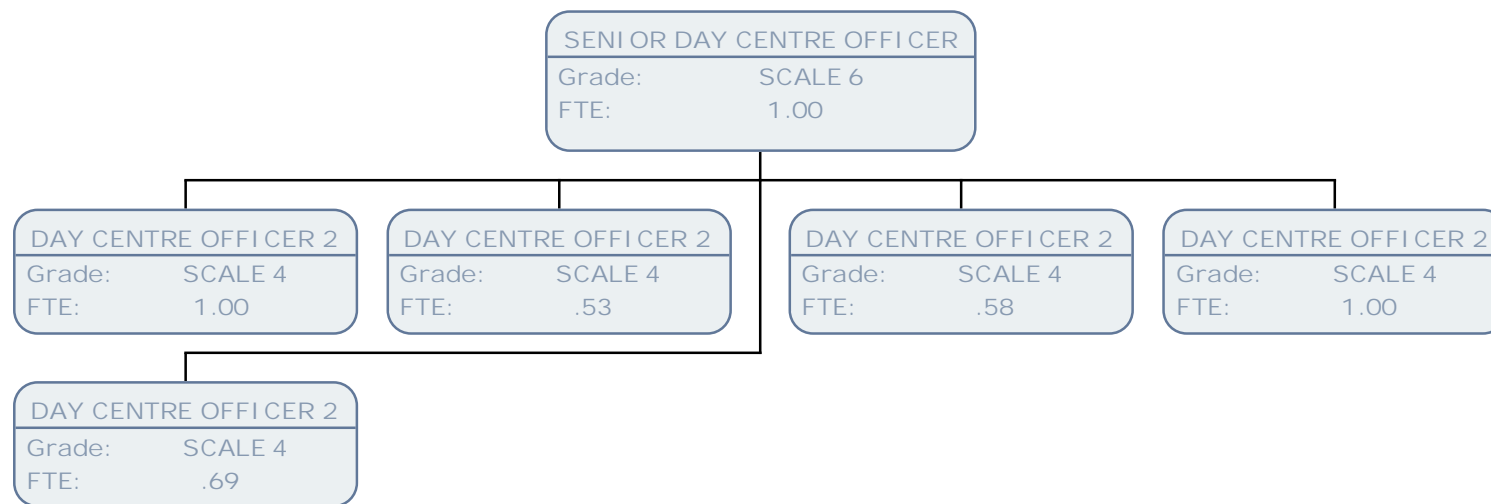 SENIOR DAY CENTRE OFFICER
Grade: SCALE 6
FTE: 1.00
DAY CENTRE OFFICER 2
Grade: SCALE 4
FTE: 1.00
DAY CENTRE OFFICER 2
Grade: SCALE 4
FTE: .53
DAY CENTRE OFFICER 2
Grade: SCALE 4
FTE: .58
DAY CENTRE OFFICER 2
Grade: SCALE 4
FTE: 1.00
DAY CENTRE OFFICER 2
Grade: SCALE 4
FTE: .69